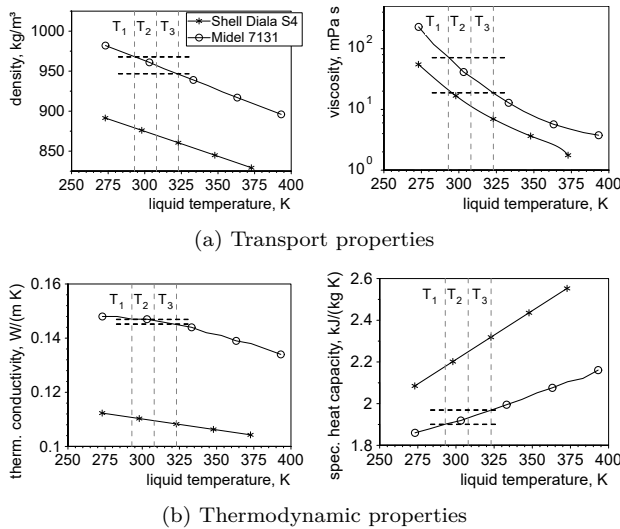 1000
950
900
850
density, kg/m³
T1 T2 T3
Shell Diala S4
Midel 7131
250 275 300 325 350 375 400
liquid temperature, K
10²
10¹
10⁰
viscosity, mPa s
T1 T2 T3
250 275 300 325 350 375 400
liquid temperature, K
(a) Transport properties
0.16
0.14
0.12
0.1
therm. conductivity, W/(m K)
T1 T2 T3
250 275 300 325 350 375 400
liquid temperature, K
2.6
2.4
2.2
2
1.8
spec. heat capacity, kJ/(kg K)
T1 T2 T3
250 275 300 325 350 375 400
liquid temperature, K
(b) Thermodynamic properties